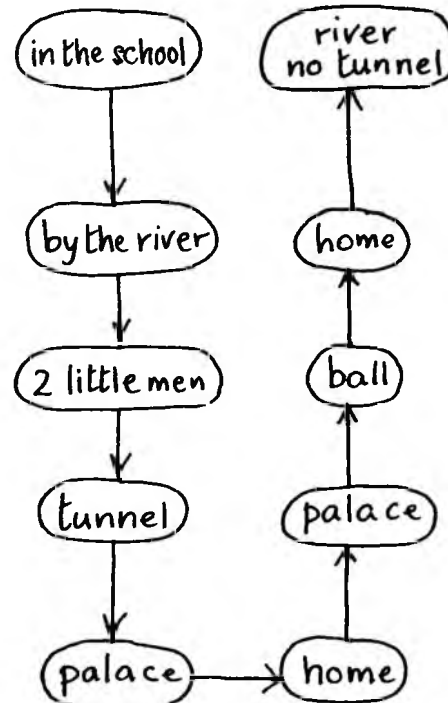 in the school
by the river
2 little men
tunnel
palace
home
palace
ball
home
river
no tunnel